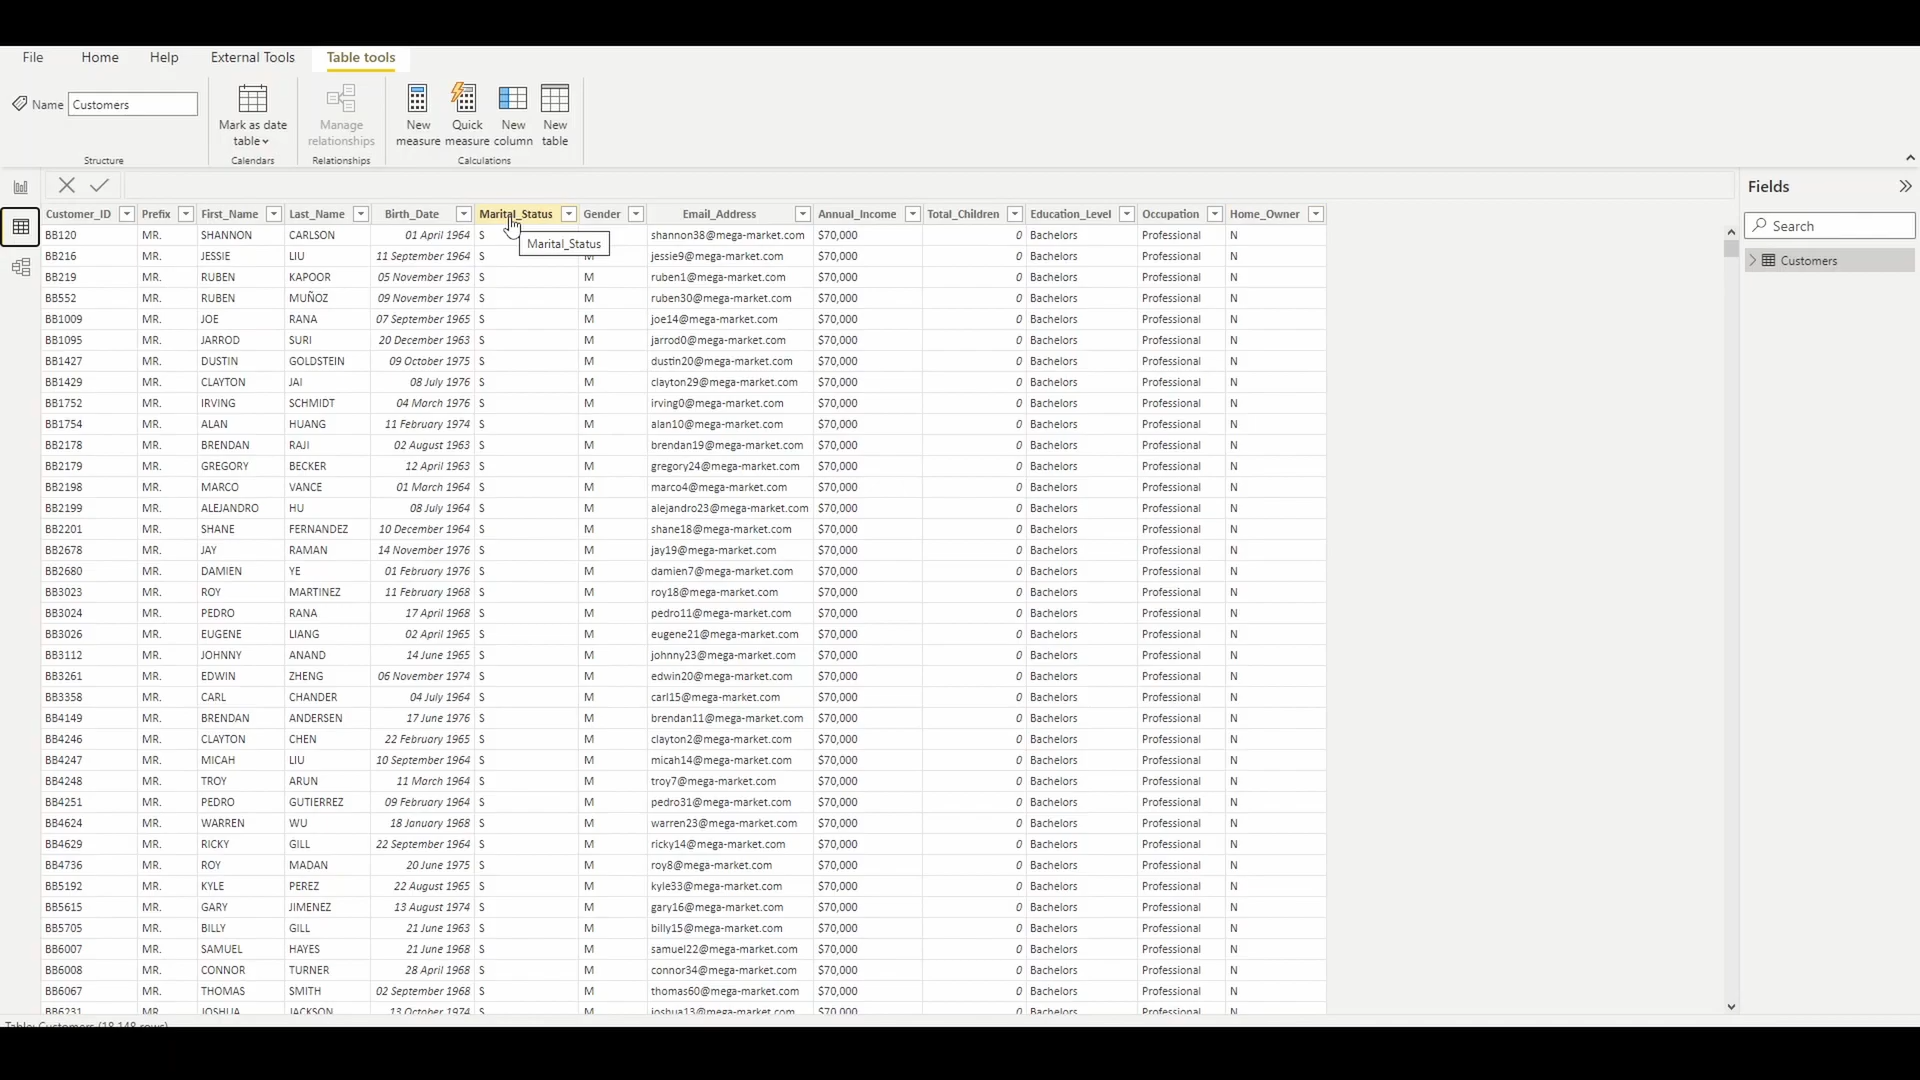 File Home Help External Tools Table tools
Name Customers
Mark as date table
Manage relationships
New measure
Quick measure
New column
New table
Structure Calendars Relationships Calculations
Fields
Search
Customers
Customer_ID Prefix First_Name Last_Name Birth_Date Marital_Status Gender Email_Address Annual_Income Total_Children Education_Level Occupation Home_Owner
BB120 MR. SHANNON CARLSON 01 April 1964 S shannon38@mega-market.com $70,000 0 Bachelors Professional N
Marital_Status
BB216 MR. JESSIE LIU 11 September 1964 S M jessie9@mega-market.com $70,000 0 Bachelors Professional N
BB219 MR. RUBEN KAPOOR 05 November 1963 S M ruben1@mega-market.com $70,000 0 Bachelors Professional N
BB552 MR. RUBEN MUÑOZ 09 November 1974 S M ruben30@mega-market.com $70,000 0 Bachelors Professional N
BB1009 MR. JOE RANA 07 September 1965 S M joe14@mega-market.com $70,000 0 Bachelors Professional N
BB1095 MR. JARROD SURI 20 December 1963 S M jarrod0@mega-market.com $70,000 0 Bachelors Professional N
BB1427 MR. DUSTIN GOLDSTEIN 09 October 1975 S M dustin20@mega-market.com $70,000 0 Bachelors Professional N
BB1429 MR. CLAYTON JAI 08 July 1976 S M clayton29@mega-market.com $70,000 0 Bachelors Professional N
BB1752 MR. IRVING SCHMIDT 04 March 1976 S M irving0@mega-market.com $70,000 0 Bachelors Professional N
BB1754 MR. ALAN HUANG 11 February 1974 S M alan10@mega-market.com $70,000 0 Bachelors Professional N
BB2178 MR. BRENDAN RAJI 02 August 1963 S M brendan19@mega-market.com $70,000 0 Bachelors Professional N
BB2179 MR. GREGORY BECKER 12 April 1963 S M gregory24@mega-market.com $70,000 0 Bachelors Professional N
BB2198 MR. MARCO VANCE 01 March 1964 S M marco4@mega-market.com $70,000 0 Bachelors Professional N
BB2199 MR. ALEJANDRO HU 08 July 1964 S M alejandro23@mega-market.com $70,000 0 Bachelors Professional N
BB2201 MR. SHANE FERNANDEZ 10 December 1964 S M shane18@mega-market.com $70,000 0 Bachelors Professional N
BB2678 MR. JAY RAMAN 14 November 1976 S M jay19@mega-market.com $70,000 0 Bachelors Professional N
BB2680 MR. DAMIEN YE 01 February 1976 S M damien7@mega-market.com $70,000 0 Bachelors Professional N
BB3023 MR. ROY MARTINEZ 11 February 1968 S M roy18@mega-market.com $70,000 0 Bachelors Professional N
BB3024 MR. PEDRO RANA 17 April 1968 S M pedro11@mega-market.com $70,000 0 Bachelors Professional N
BB3026 MR. EUGENE LIANG 02 April 1965 S M eugene21@mega-market.com $70,000 0 Bachelors Professional N
BB3112 MR. JOHNNY ANAND 14 June 1965 S M johnny23@mega-market.com $70,000 0 Bachelors Professional N
BB3261 MR. EDWIN ZHENG 06 November 1974 S M edwin20@mega-market.com $70,000 0 Bachelors Professional N
BB3358 MR. CARL CHANDER 04 July 1964 S M carl15@mega-market.com $70,000 0 Bachelors Professional N
BB4149 MR. BRENDAN ANDERSEN 17 June 1976 S M brendan11@mega-market.com $70,000 0 Bachelors Professional N
BB4246 MR. CLAYTON CHEN 22 February 1965 S M clayton2@mega-market.com $70,000 0 Bachelors Professional N
BB4247 MR. MICAH LIU 10 September 1964 S M micah14@mega-market.com $70,000 0 Bachelors Professional N
BB4248 MR. TROY ARUN 11 March 1964 S M troy7@mega-market.com $70,000 0 Bachelors Professional N
BB4251 MR. PEDRO GUTIERREZ 09 February 1964 S M pedro31@mega-market.com $70,000 0 Bachelors Professional N
BB4624 MR. WARREN WU 18 January 1968 S M warren23@mega-market.com $70,000 0 Bachelors Professional N
BB4629 MR. RICKY GILL 22 September 1964 S M ricky14@mega-market.com $70,000 0 Bachelors Professional N
BB4736 MR. ROY MADAN 20 June 1975 S M roy8@mega-market.com $70,000 0 Bachelors Professional N
BB5192 MR. KYLE PEREZ 22 August 1965 S M kyle33@mega-market.com $70,000 0 Bachelors Professional N
BB5615 MR. GARY JIMENEZ 13 August 1974 S M gary16@mega-market.com $70,000 0 Bachelors Professional N
BB5705 MR. BILLY GILL 21 June 1963 S M billy15@mega-market.com $70,000 0 Bachelors Professional N
BB6007 MR. SAMUEL HAYES 21 June 1968 S M samuel22@mega-market.com $70,000 0 Bachelors Professional N
BB6008 MR. CONNOR TURNER 28 April 1968 S M connor34@mega-market.com $70,000 0 Bachelors Professional N
BB6067 MR. THOMAS SMITH 02 September 1968 S M thomas60@mega-market.com $70,000 0 Bachelors Professional N
BB6231 MR. JOSHUA JACKSON 13 October 1974 S M joshua13@mega-market.com $70,000 0 Bachelors Professional N
Table: Customers (18,148 rows)